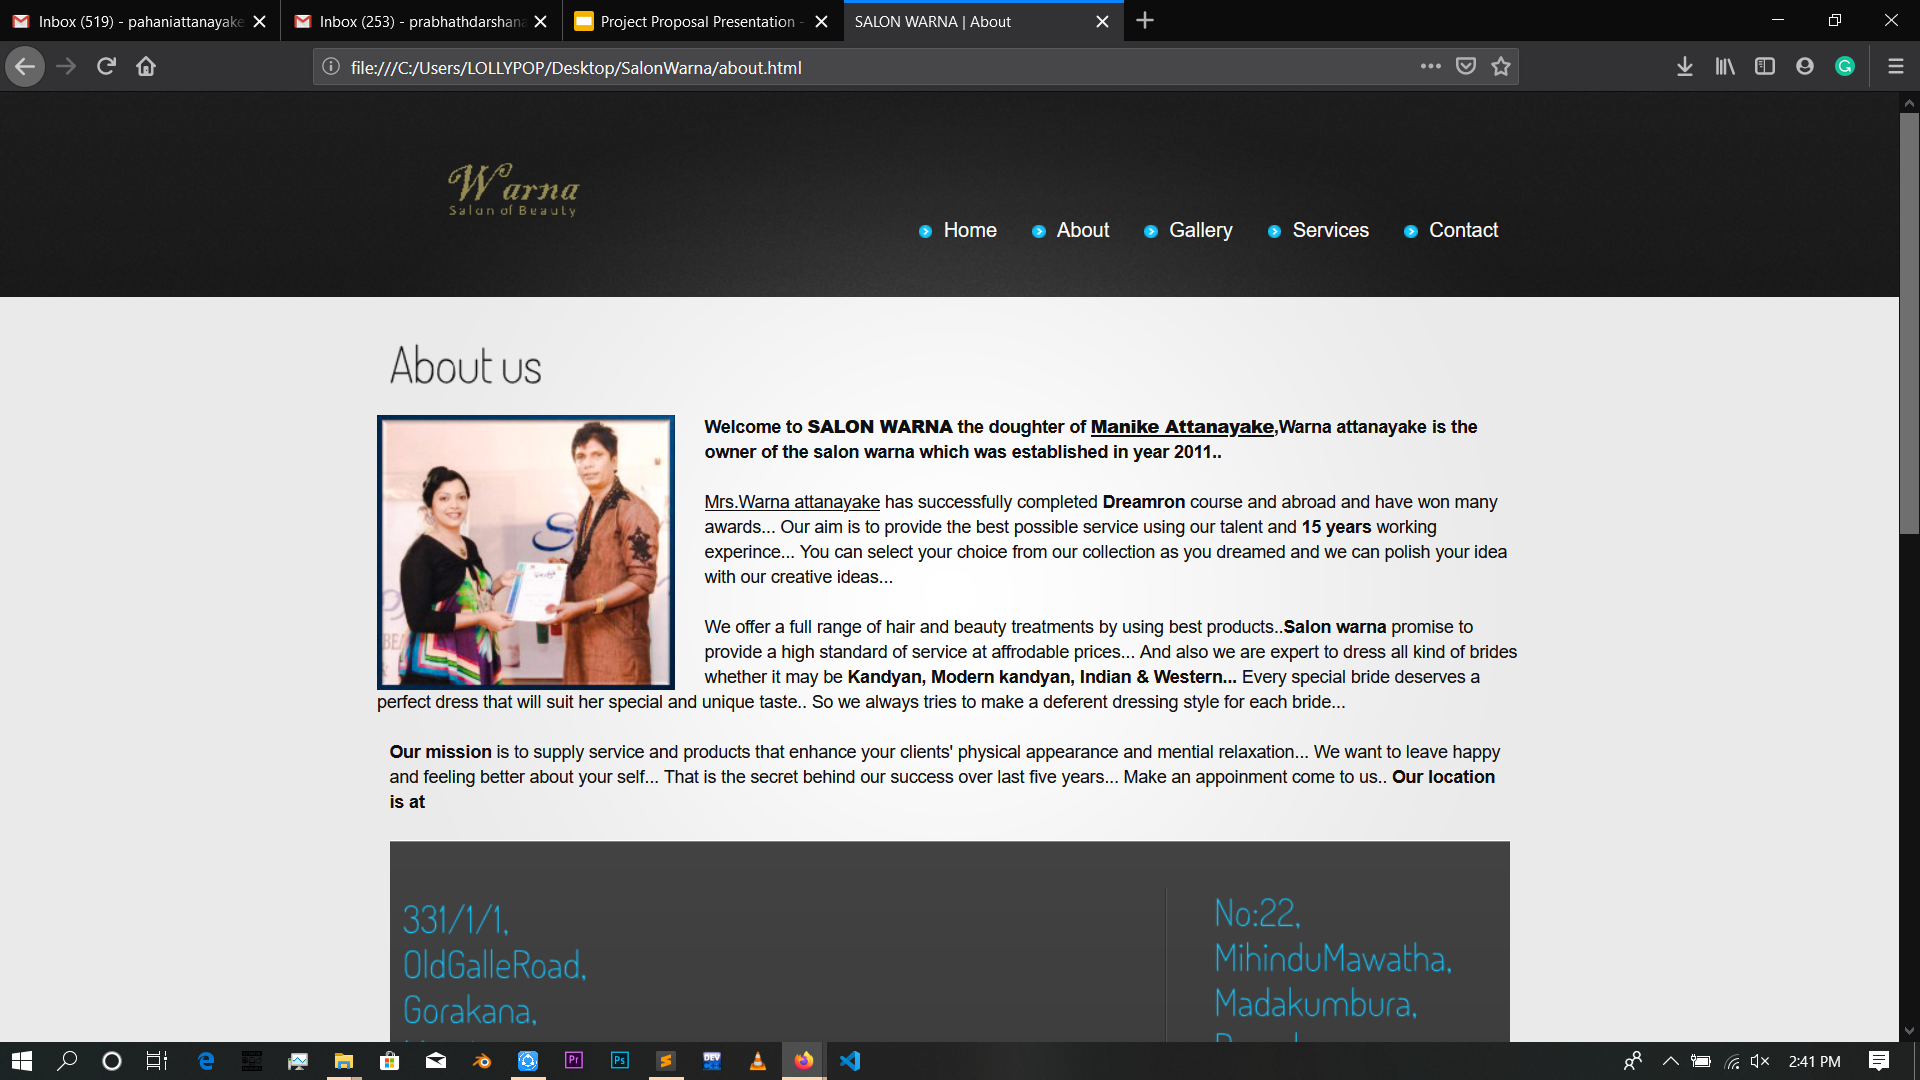 Inbox (519) - pahaniattanayake
Inbox (253) - prabhathdarshana
Project Proposal Presentation -
SALON WARNA | About
file:///C:/Users/LOLLYPOP/Desktop/SalonWarna/about.html
Warna
Salon of Beauty
Home
About
Gallery
Services
Contact
About us
Welcome to SALON WARNA the doughter of Manike Attanayake,Warna attanayake is the
owner of the salon warna which was established in year 2011..
Mrs.Warna attanayake has successfully completed Dreamron course and abroad and have won many
awards... Our aim is to provide the best possible service using our talent and 15 years working
experince... You can select your choice from our collection as you dreamed and we can polish your idea
with our creative ideas...
We offer a full range of hair and beauty treatments by using best products..Salon warna promise to
provide a high standard of service at affrodable prices... And also we are expert to dress all kind of brides
whether it may be Kandyan, Modern kandyan, Indian & Western... Every special bride deserves a
perfect dress that will suit her special and unique taste.. So we always tries to make a deferent dressing style for each bride...
Our mission is to supply service and products that enhance your clients' physical appearance and mential relaxation... We want to leave happy
and feeling better about your self... That is the secret behind our success over last five years... Make an appoinment come to us.. Our location
is at
331/1/1,
OldGalleRoad,
Gorakana,
No:22,
MihinduMawatha,
Madakumbura,
Pr
Ps
DEV
2:41 PM